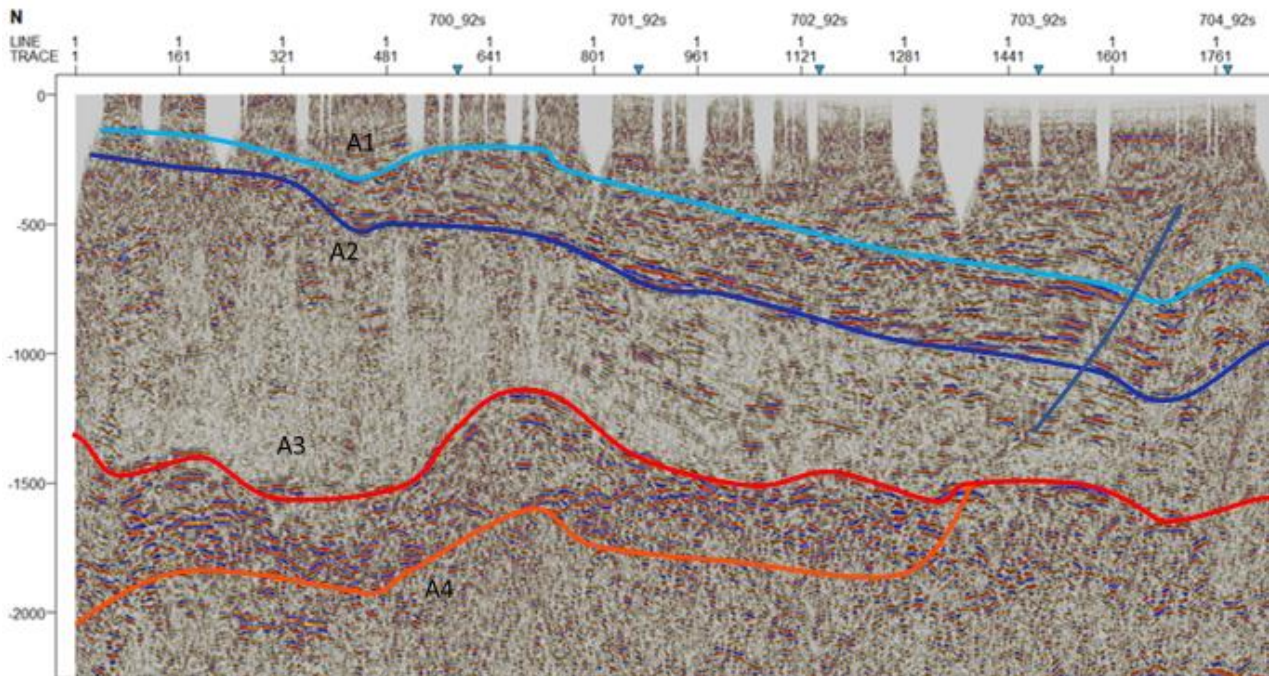 N
700_92s 701_92s 702_92s 703_92s 704_92s
LINE 1 1 1 1 1 1 1 1 1 1 1 1
TRACE 1 161 321 481 641 801 961 1121 1281 1441 1601 1761
0
A1
-500
A2
-1000
A3
-1500
A4
-2000